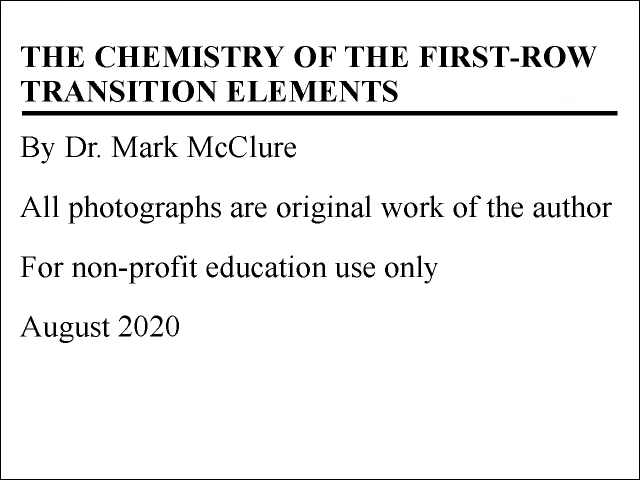 THE CHEMISTRY OF THE FIRST-ROW
TRANSITION ELEMENTS
By Dr. Mark McClure
All photographs are original work of the author
For non-profit education use only
August 2020